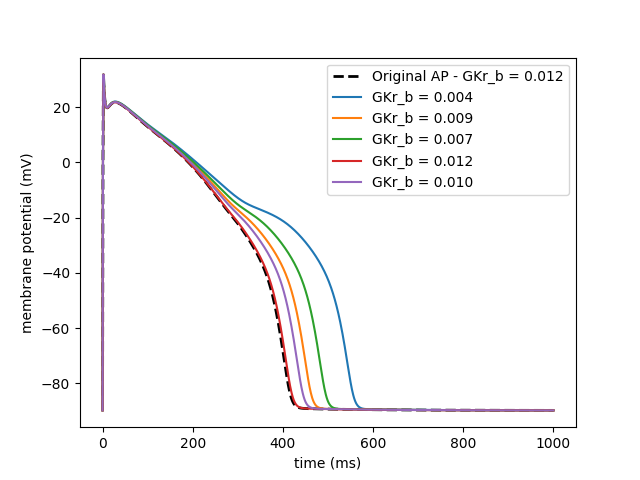 Original AP - GKr_b = 0.012
GKr_b = 0.004
GKr_b = 0.009
GKr_b = 0.007
GKr_b = 0.012
GKr_b = 0.010
membrane potential (mV)
20
0
−20
−40
−60
−80
0 200 400 600 800 1000
time (ms)